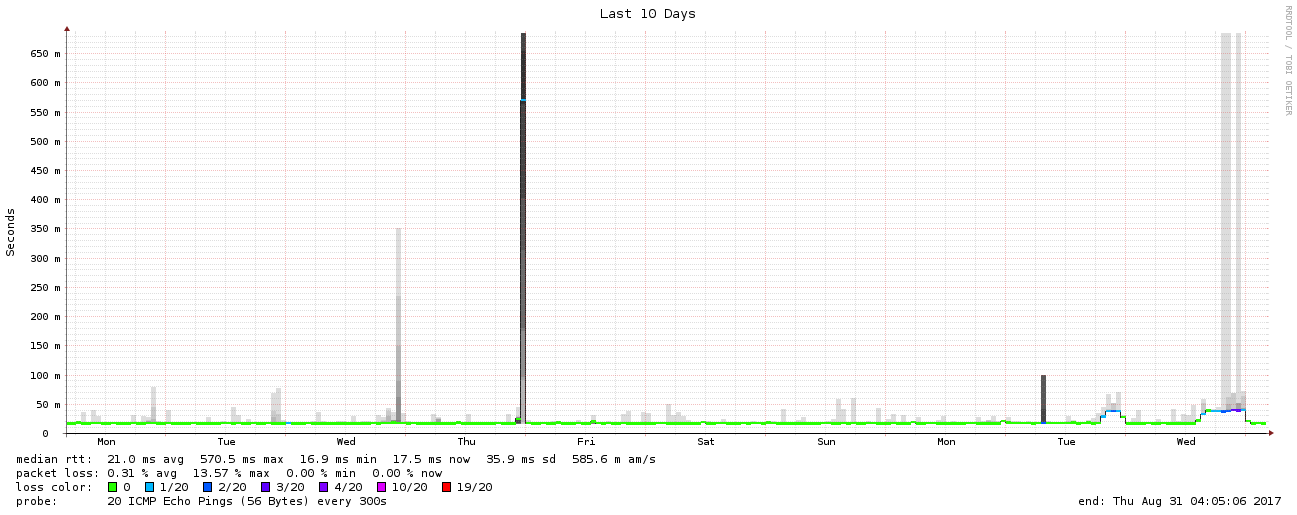 Last 10 Days
RRDTOOL / TOBI OETIKER
Seconds
650 m
600 m
550 m
500 m
450 m
400 m
350 m
300 m
250 m
200 m
150 m
100 m
50 m
0
Mon Tue Wed Thu Fri Sat Sun Mon Tue Wed
median rtt: 21.0 ms avg 570.5 ms max 16.9 ms min 17.5 ms now 35.9 ms sd 585.6 m am/s
packet loss: 0.31 % avg 13.57 % max 0.00 % min 0.00 % now
loss color: 0 1/20 2/20 3/20 4/20 10/20 19/20
probe: 20 ICMP Echo Pings (56 Bytes) every 300s end: Thu Aug 31 04:05:06 2017